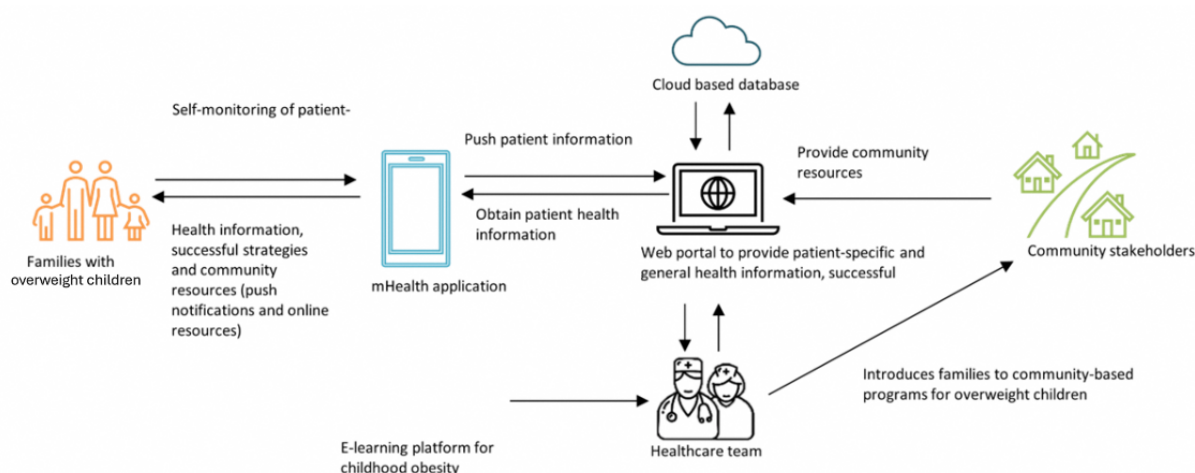 Cloud based database
Self-monitoring of patient-
Push patient information
Provide community
resources
Obtain patient health
information
Health information,
successful strategies
and community
resources (push
notifications and online
resources)
Families with
overweight children
mHealth application
Web portal to provide patient-specific and
general health information, successful
Community stakeholders
Introduces families to community-based
programs for overweight children
E-learning platform for
childhood obesity
Healthcare team